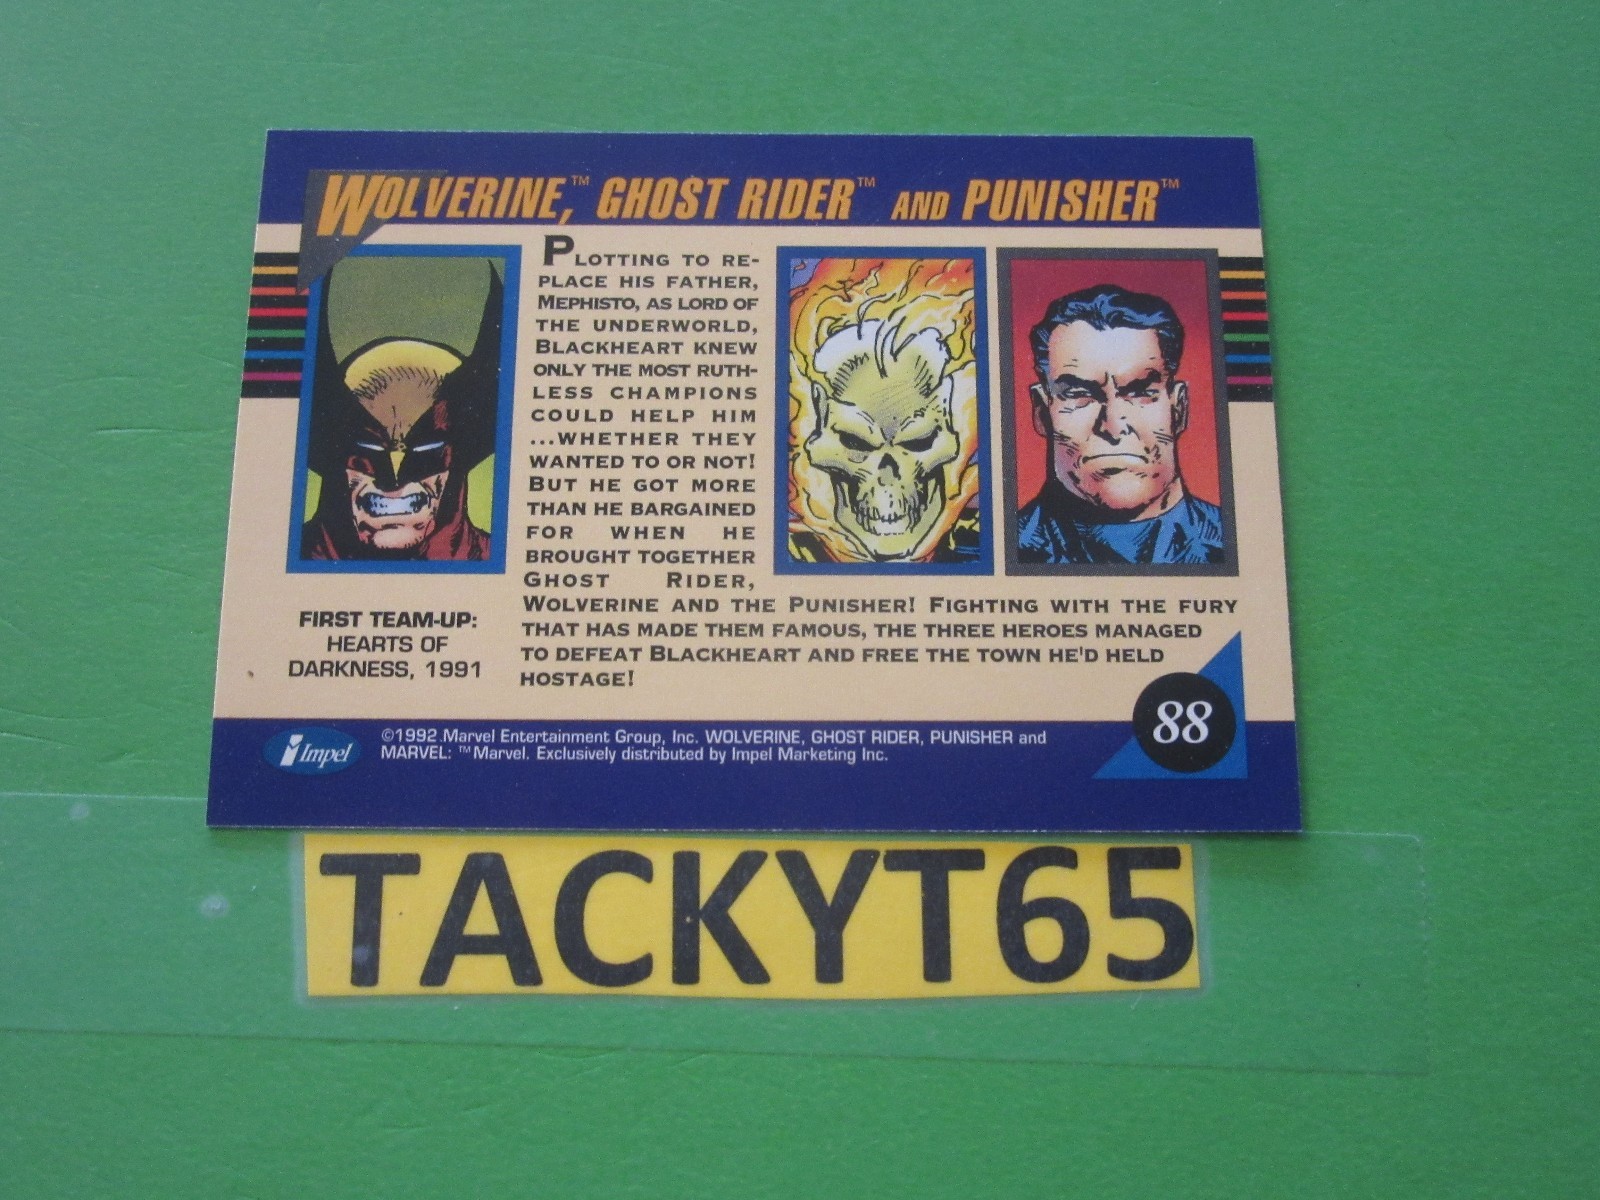 WOLVERINE,™ GHOST RIDER™ AND PUNISHER™
PLOTTING TO RE-
PLACE HIS FATHER,
MEPHISTO, AS LORD OF
THE UNDERWORLD,
BLACKHEART KNEW
ONLY THE MOST RUTH-
LESS CHAMPIONS
COULD HELP HIM
...WHETHER THEY
WANTED TO OR NOT!
BUT HE GOT MORE
THAN HE BARGAINED
FOR WHEN HE
BROUGHT TOGETHER
GHOST RIDER,
WOLVERINE AND THE PUNISHER! FIGHTING WITH THE FURY
THAT HAS MADE THEM FAMOUS, THE THREE HEROES MANAGED
TO DEFEAT BLACKHEART AND FREE THE TOWN HE'D HELD
HOSTAGE!
FIRST TEAM-UP:
HEARTS OF
DARKNESS, 1991
88
Impel
©1992 Marvel Entertainment Group, Inc. WOLVERINE, GHOST RIDER, PUNISHER and
MARVEL: ™Marvel. Exclusively distributed by Impel Marketing Inc.
TACKYT65